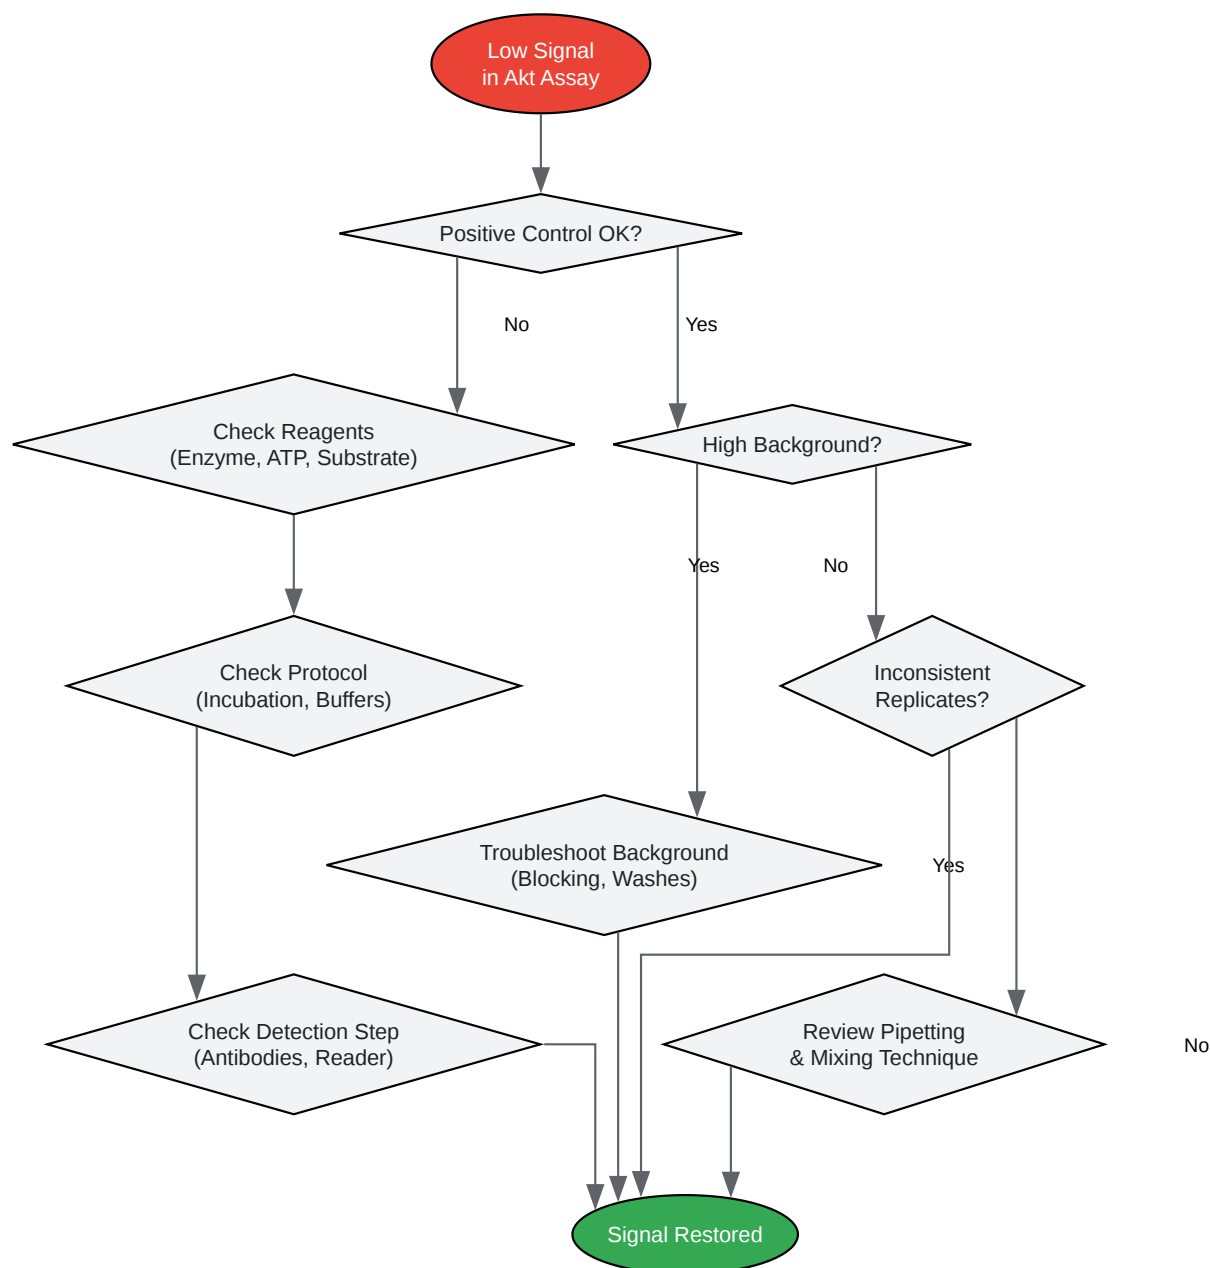 Low Signal
in Akt Assay
Positive Control OK?
No
Yes
Check Reagents
(Enzyme, ATP, Substrate)
High Background?
Yes
No
Check Protocol
(Incubation, Buffers)
Inconsistent
Replicates?
Troubleshoot Background
(Blocking, Washes)
Yes
Check Detection Step
(Antibodies, Reader)
Review Pipetting
& Mixing Technique
No
Signal Restored